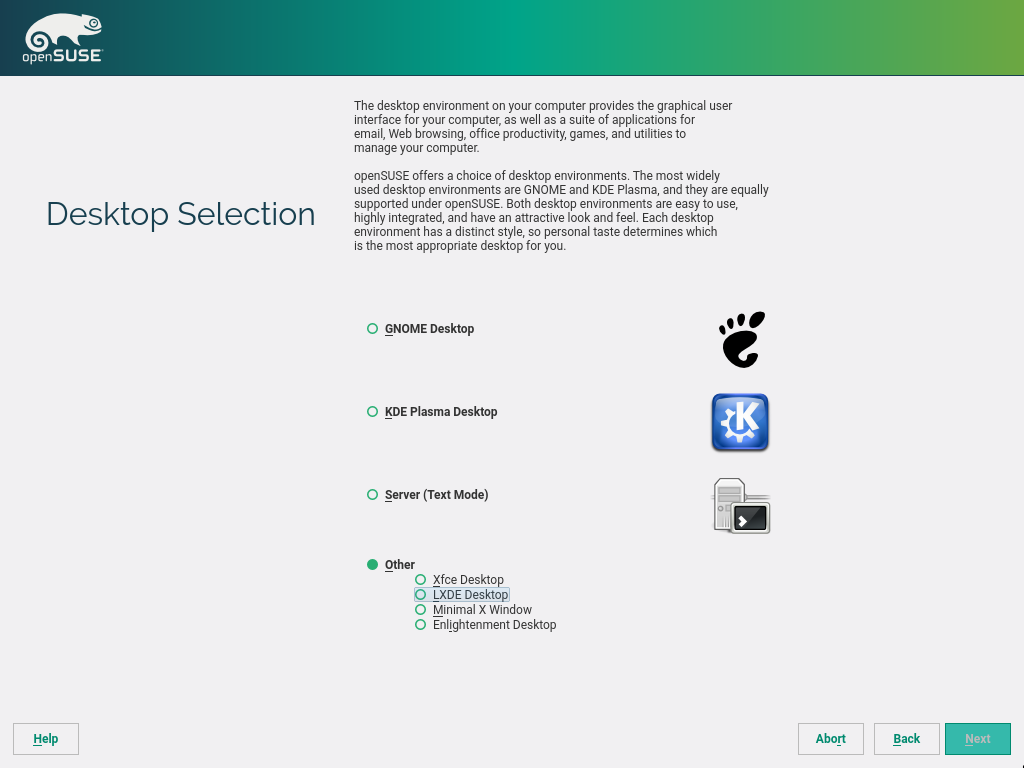 openSUSE
The desktop environment on your computer provides the graphical user
interface for your computer, as well as a suite of applications for
email, Web browsing, office productivity, games, and utilities to
manage your computer.
openSUSE offers a choice of desktop environments. The most widely
used desktop environments are GNOME and KDE Plasma, and they are equally
supported under openSUSE. Both desktop environments are easy to use,
highly integrated, and have an attractive look and feel. Each desktop
environment has a distinct style, so personal taste determines which
is the most appropriate desktop for you.
Desktop Selection
GNOME Desktop
KDE Plasma Desktop
Server (Text Mode)
Other
Xfce Desktop
LXDE Desktop
Minimal X Window
Enlightenment Desktop
Help
Abort
Back
Next